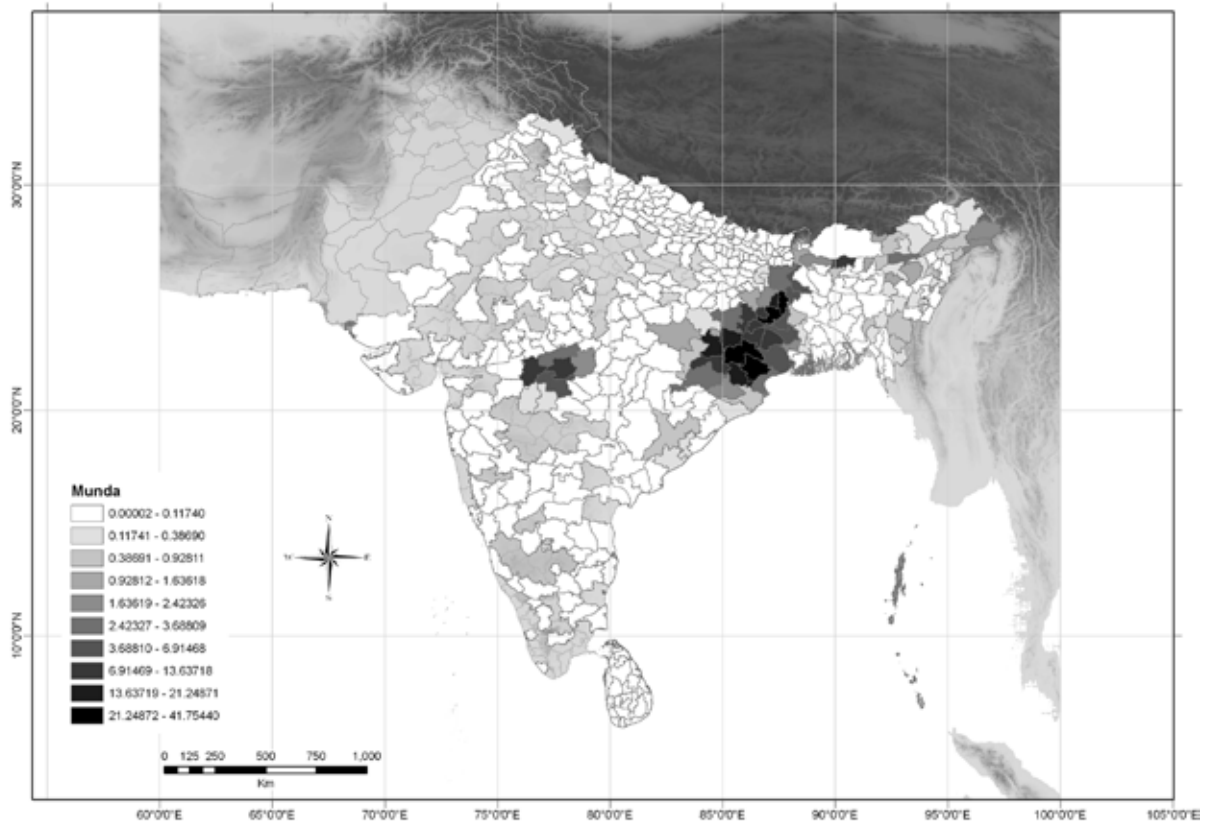 30°0'0"N
20°0'0"N
10°0'0"N
Munda
0.00002 - 0.11740
0.11741 - 0.38690
0.38691 - 0.92811
0.92812 - 1.63618
1.63619 - 2.42326
2.42327 - 3.68809
3.68810 - 6.91468
6.91469 - 13.63718
13.63719 - 21.24871
21.24872 - 41.75440
N
W E
S
0 125 250 500 750 1,000
Km
60°0'0"E 65°0'0"E 70°0'0"E 75°0'0"E 80°0'0"E 85°0'0"E 90°0'0"E 95°0'0"E 100°0'0"E 105°0'0"E